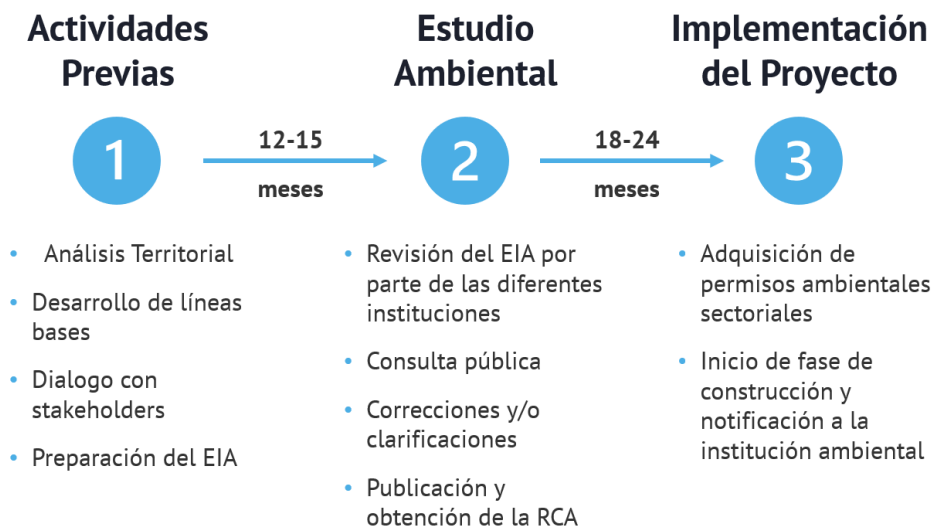 Actividades
Previas
1
12-15
meses
• Análisis Territorial
• Desarrollo de líneas
bases
• Dialogo con
stakeholders
• Preparación del EIA
Estudio
Ambiental
2
18-24
meses
• Revisión del EIA por
parte de las diferentes
instituciones
• Consulta pública
• Correcciones y/o
clarificaciones
• Publicación y
obtención de la RCA
Implementación
del Proyecto
3
• Adquisición de
permisos ambientales
sectoriales
• Inicio de fase de
construcción y
notificación a la
institución ambiental